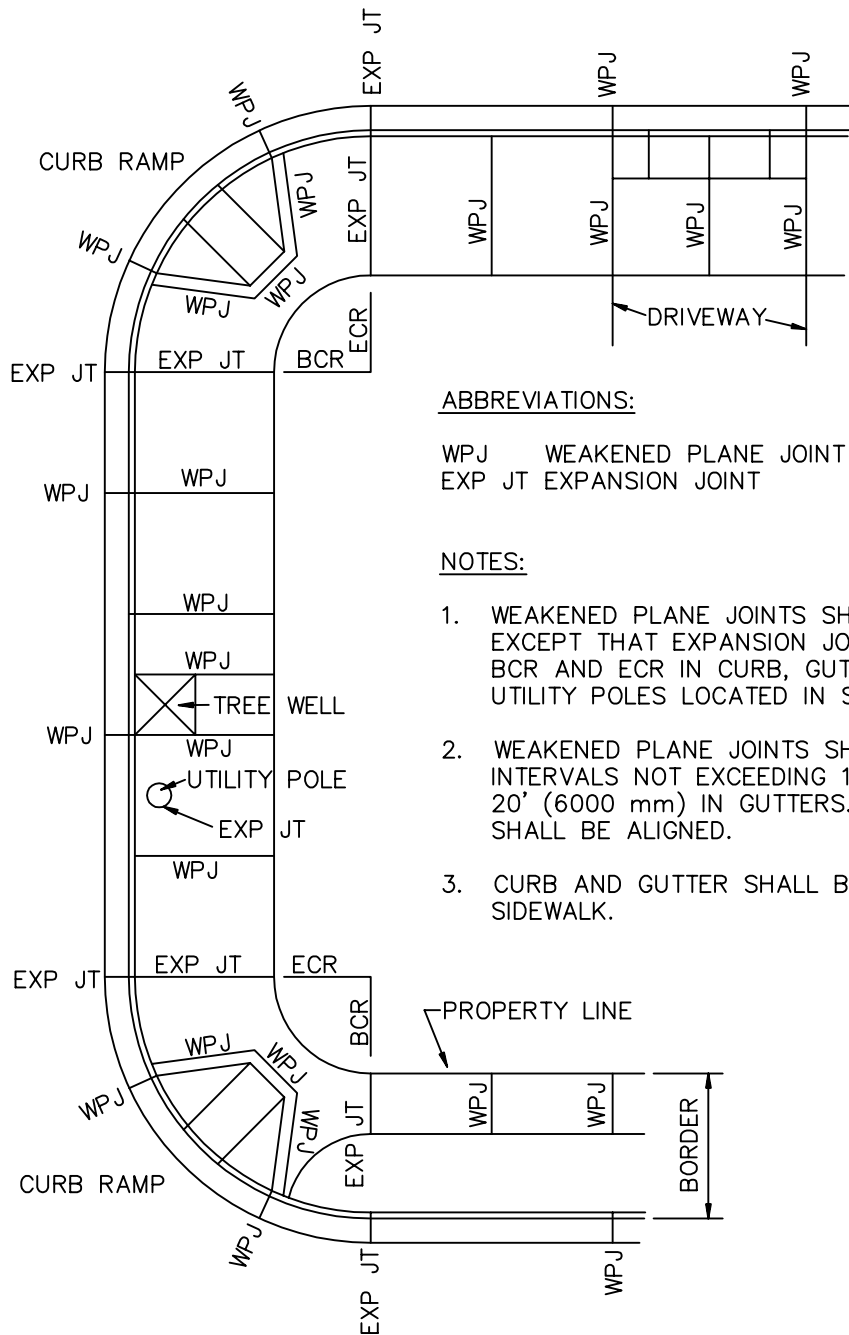 EXP JT
WPJ
WPJ
WPJ
CURB RAMP
WPJ
EXP JT
WPJ
WPJ
WPJ
WPJ
WPJ
WPJ
WPJ
WPJ
DRIVEWAY
ECR
BCR
EXP JT
EXP JT
ABBREVIATIONS:
WPJ WEAKENED PLANE JOINT
EXP JT EXPANSION JOINT
WPJ
WPJ
NOTES:
1. WEAKENED PLANE JOINTS SH
EXCEPT THAT EXPANSION JO
BCR AND ECR IN CURB, GUT
UTILITY POLES LOCATED IN S
2. WEAKENED PLANE JOINTS SH
INTERVALS NOT EXCEEDING 1
20' (6000 mm) IN GUTTERS.
SHALL BE ALIGNED.
3. CURB AND GUTTER SHALL B
SIDEWALK.
WPJ
WPJ
TREE WELL
WPJ
WPJ
UTILITY POLE
EXP JT
WPJ
EXP JT
EXP JT
ECR
BCR
PROPERTY LINE
WPJ
WPJ
WPJ
WPJ
EXP JT
WPJ
WPJ
BORDER
CURB RAMP
WPJ
EXP JT
WPJ